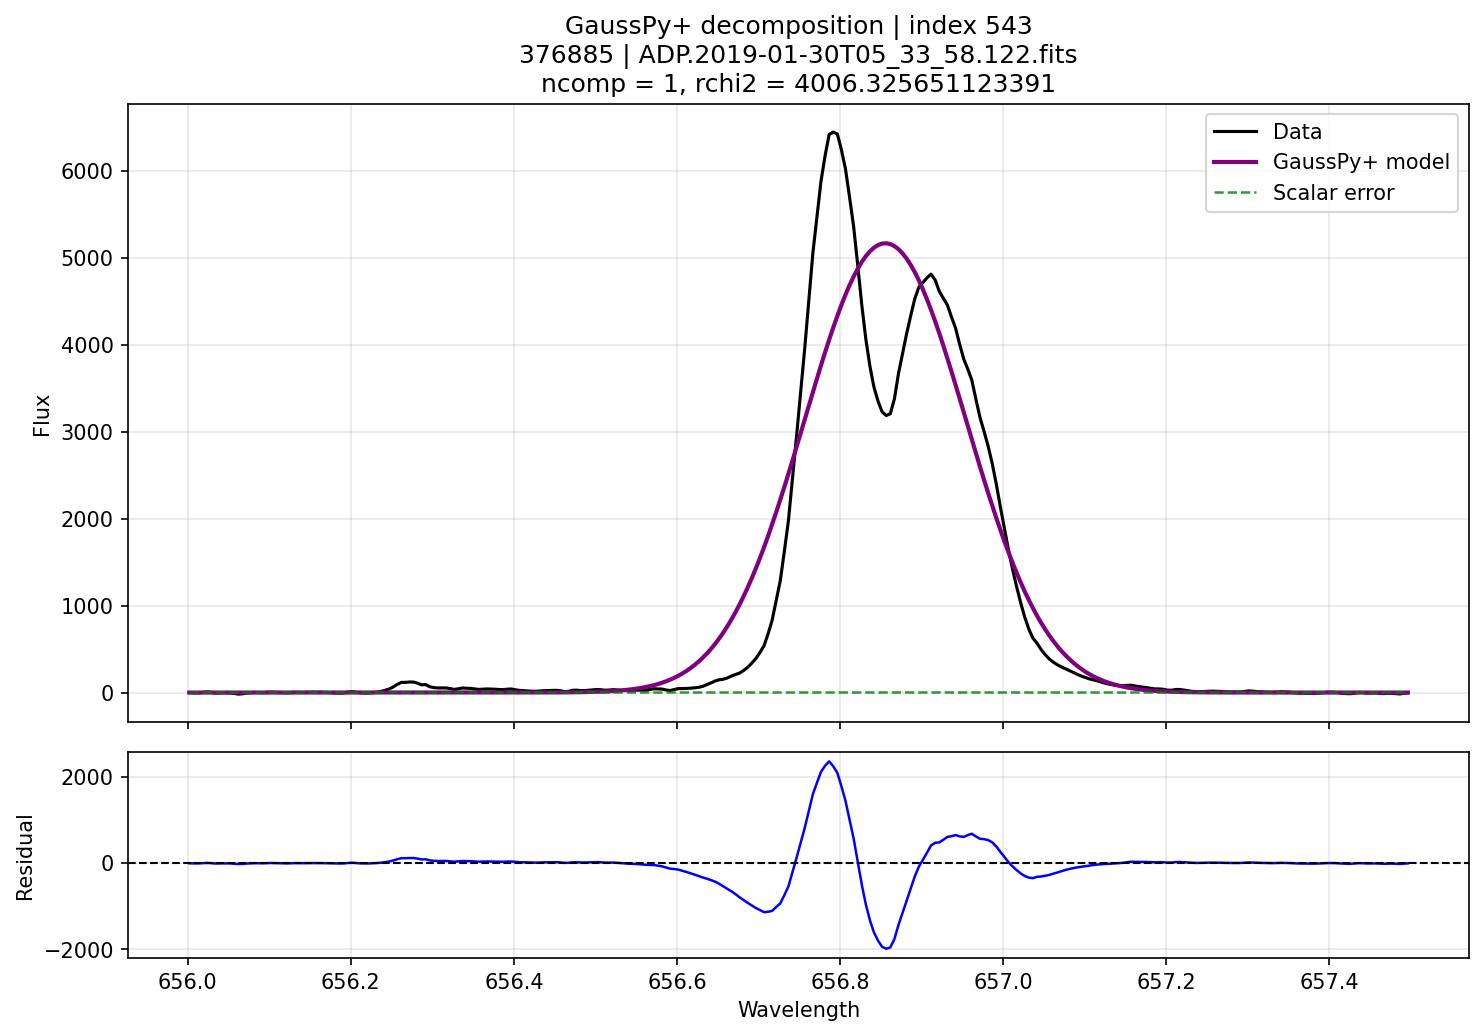 GaussPy+ decomposition | index 543
376885 | ADP.2019-01-30T05_33_58.122.fits
ncomp = 1, rchi2 = 4006.325651123391
Data
GaussPy+ model
Scalar error
6000
5000
4000
3000
2000
1000
0
Flux
2000
0
−2000
Residual
656.0
656.2
656.4
656.6
656.8
657.0
657.2
657.4
Wavelength